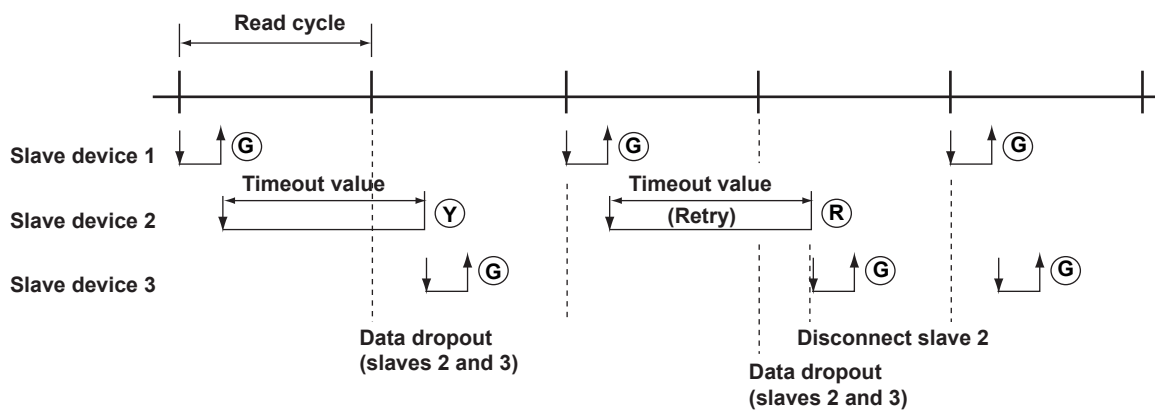 Read cycle
Slave device 1
G
G
G
Timeout value
Timeout value
Slave device 2
Y
(Retry)
R
Slave device 3
G
G
G
Data dropout
(slaves 2 and 3)
Disconnect slave 2
Data dropout
(slaves 2 and 3)